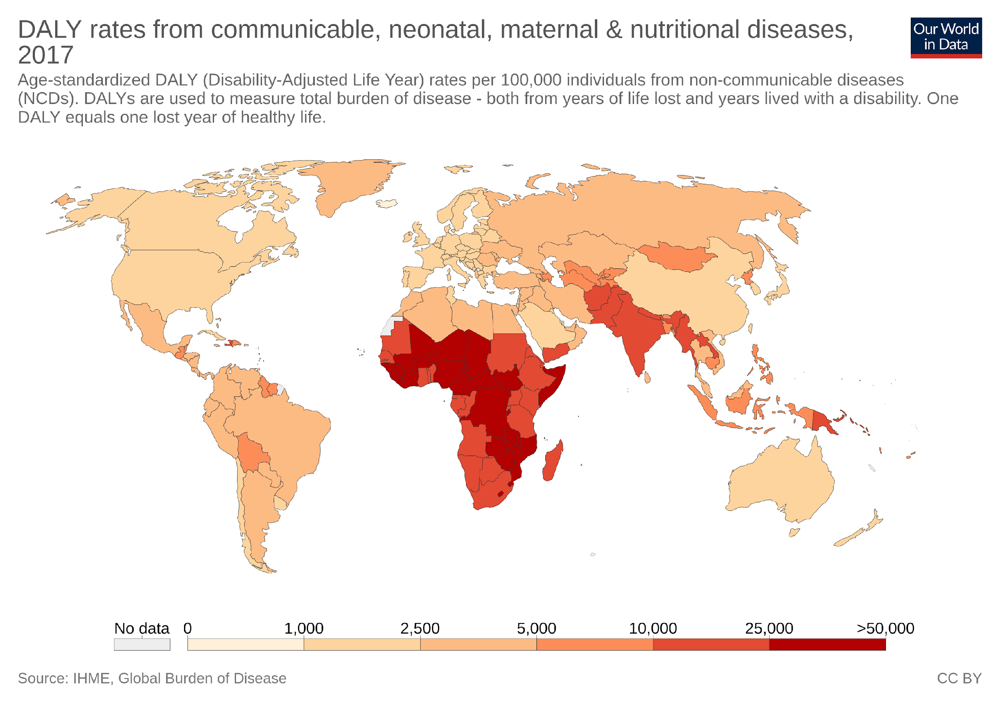 DALY rates from communicable, neonatal, maternal & nutritional diseases,
2017
Our World
in Data
Age-standardized DALY (Disability-Adjusted Life Year) rates per 100,000 individuals from non-communicable diseases
(NCDs). DALYs are used to measure total burden of disease - both from years of life lost and years lived with a disability. One
DALY equals one lost year of healthy life.
No data 0 1,000 2,500 5,000 10,000 25,000 >50,000
Source: IHME, Global Burden of Disease
CC BY